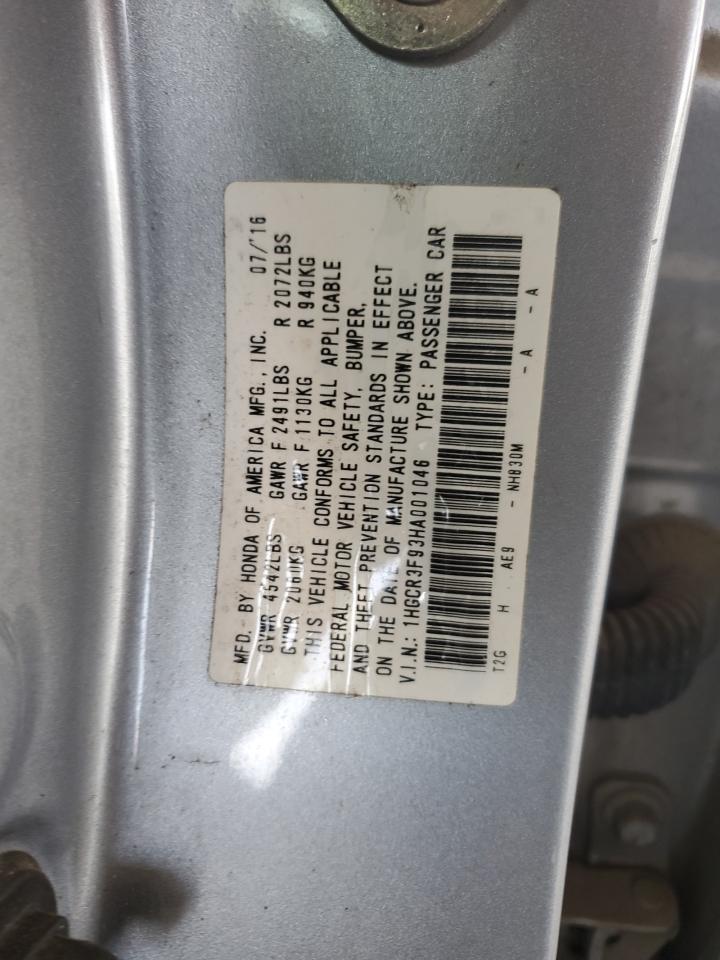 MFD. BY HONDA OF AMERICA MFG., INC. 07/'16
GVWR 4542LBS GAWR F 2491LBS R 2072LBS
GVWR 2060KG GAWR F 1130KG R 940KG
THIS VEHICLE CONFORMS TO ALL APPLICABLE
FEDERAL MOTOR VEHICLE SAFETY, BUMPER,
AND THEFT PREVENTION STANDARDS IN EFFECT
ON THE DATE OF MANUFACTURE SHOWN ABOVE.
V.I.N.: 1HGCR3F93HA001046 TYPE: PASSENGER CAR
T2G H AE9 - NH830M - A - A